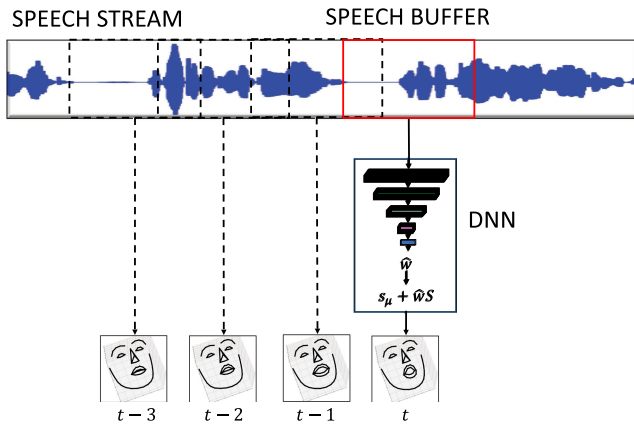 SPEECH STREAM
SPEECH BUFFER
DNN
ŵ
s_μ + ŵS
t − 3
t − 2
t − 1
t